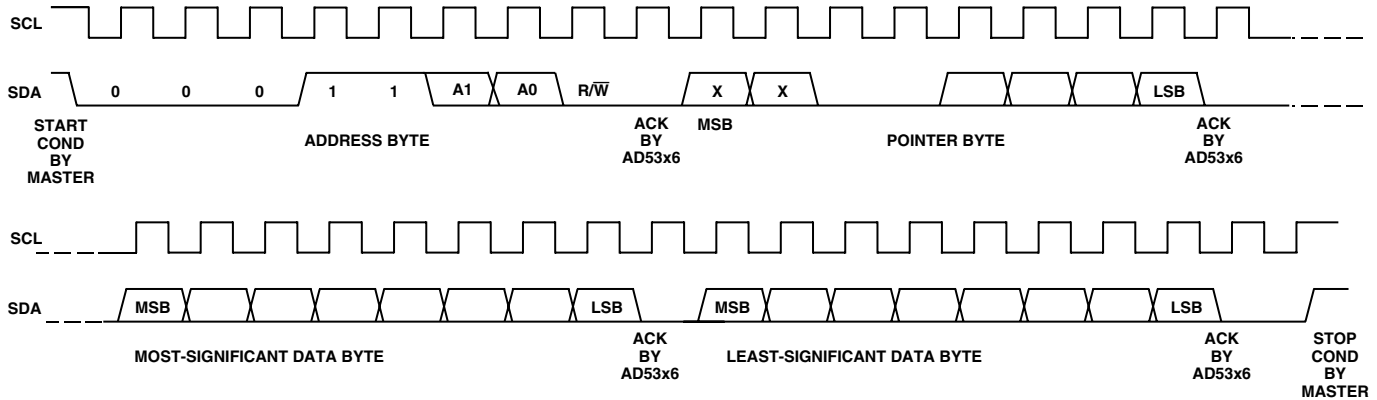 SCL
SDA 0 0 0 1 1 A1 A0 R/W̅ X X LSB
START COND BY MASTER
ADDRESS BYTE
ACK BY AD53x6
MSB
POINTER BYTE
ACK BY AD53x6
SCL
SDA MSB LSB MSB LSB
MOST-SIGNIFICANT DATA BYTE
ACK BY AD53x6
LEAST-SIGNIFICANT DATA BYTE
ACK BY AD53x6
STOP COND BY MASTER